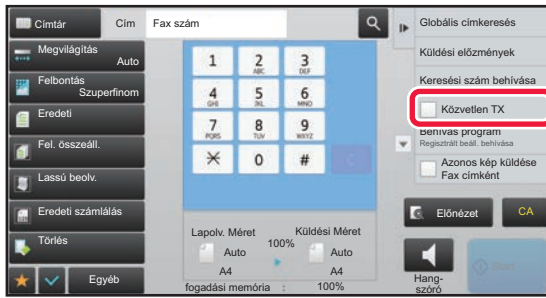 Címtár
Cím
Fax szám
Megvilágítás
Auto
Felbontás
Szuperfinom
Eredeti
Fel. összeáll.
Lassú beolv.
Eredeti számlálás
Törlés
Egyéb
1
2 ABC
3 DEF
4 GHI
5 JKL
6 MNO
7 PQRS
8 TUV
9 WXYZ
0
#
C
Lapolv. Méret
Auto
A4
100%
Küldési Méret
Auto
A4
fogadási memória : 100%
Globális címkeresés
Küldési előzmények
Keresési szám behívása
Közvetlen TX
Behívás program
Regisztrált beáll. behívása
Azonos kép küldése
Fax címként
Előnézet
CA
Hang-
szóró
Start